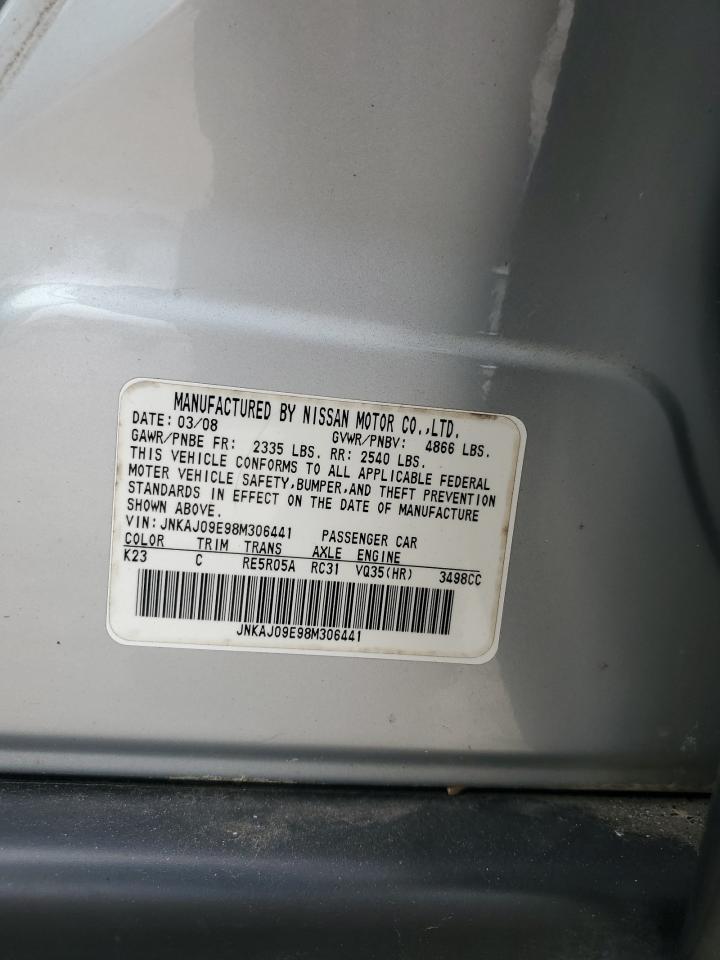 MANUFACTURED BY NISSAN MOTOR CO.,LTD.
DATE: 03/08 GVWR/PNBV: 4866 LBS.
GAWR/PNBE FR: 2335 LBS. RR: 2540 LBS.
THIS VEHICLE CONFORMS TO ALL APPLICABLE FEDERAL
MOTER VEHICLE SAFETY,BUMPER,AND THEFT PREVENTION
STANDARDS IN EFFECT ON THE DATE OF MANUFACTURE
SHOWN ABOVE.
VIN: JNKAJ09E98M306441 PASSENGER CAR
COLOR TRIM TRANS AXLE ENGINE
K23 C RE5R05A RC31 VQ35(HR) 3498CC
JNKAJ09E98M306441